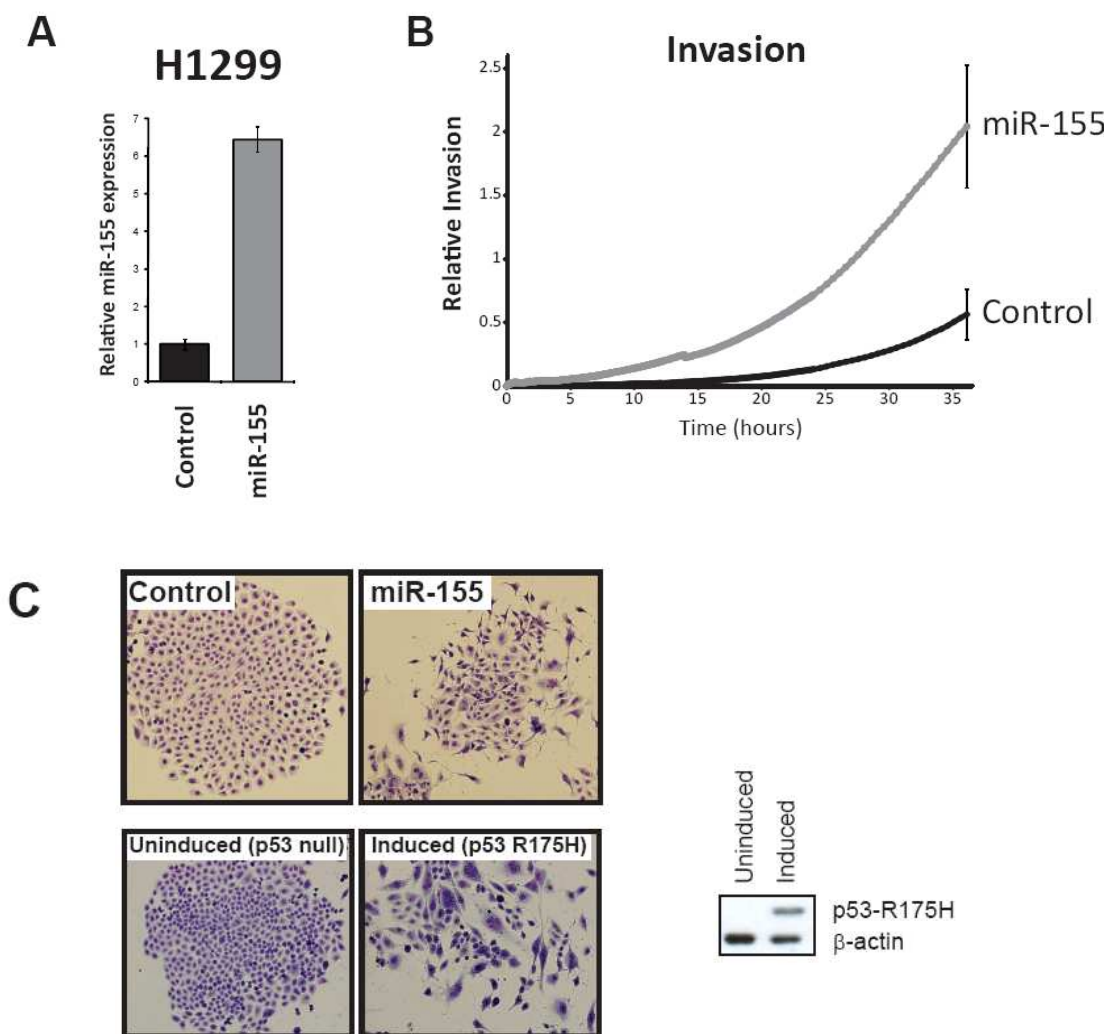 A
H1299
Relative miR-155 expression
7
6
5
4
3
2
1
0
Control
miR-155
B
Invasion
Relative Invasion
2.5
2
1.5
1
0.5
0
0
5
10
15
20
25
30
35
Time (hours)
miR-155
Control
C
Control
miR-155
Uninduced (p53 null)
Induced (p53 R175H)
Uninduced
Induced
p53-R175H
β-actin